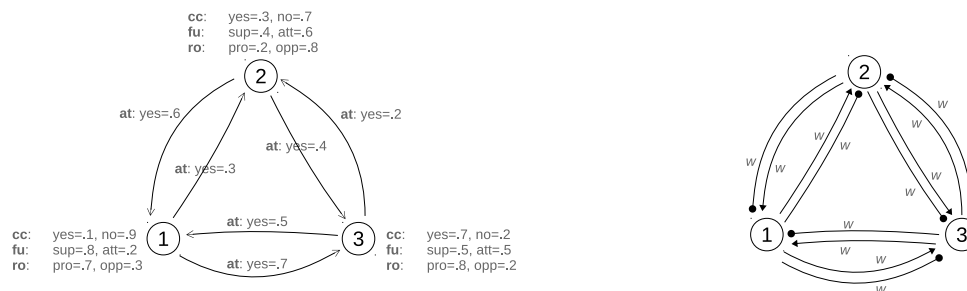 cc: yes=.3, no=.7
fu: sup=.4, att=.6
ro: pro=.2, opp=.8
2
at: yes=.6
at: yes=.2
at: yes=.4
at: yes=.3
at: yes=.5
1
3
at: yes=.7
cc: yes=.1, no=.9
fu: sup=.8, att=.2
ro: pro=.7, opp=.3
cc: yes=.7, no=.2
fu: sup=.5, att=.5
ro: pro=.8, opp=.2
2
w
w
w
w
w
w
w
w
w
1
3
w
w
w